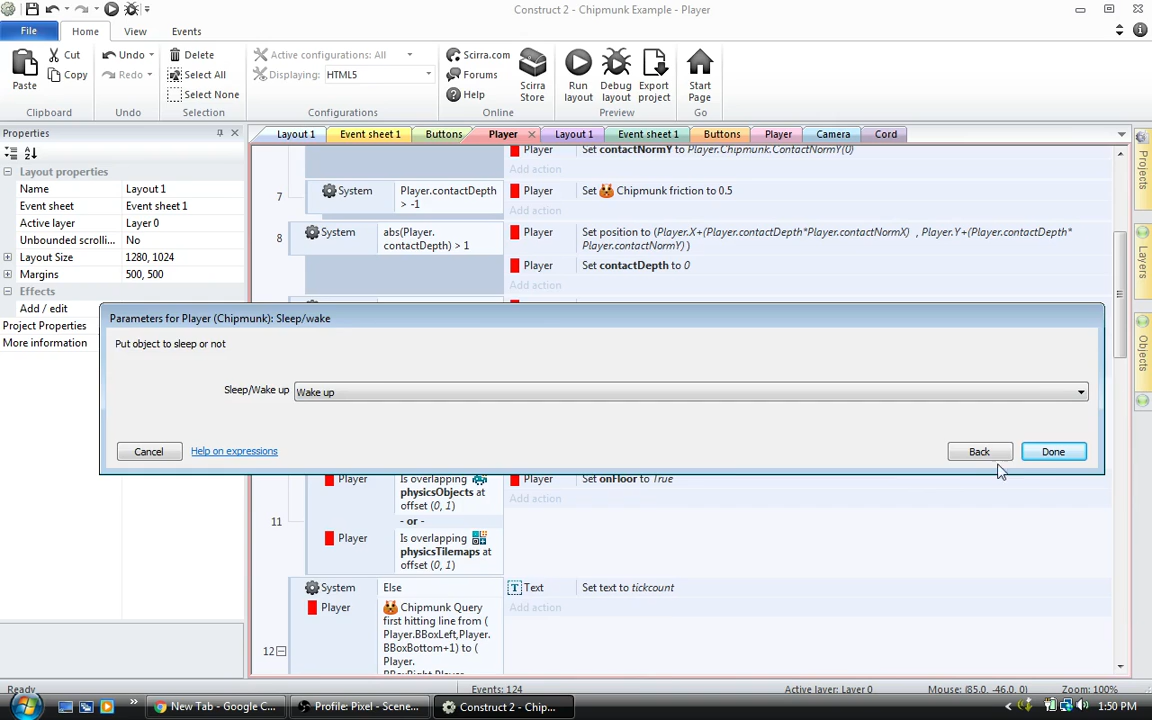 Construct 2 - Chipmunk Example - Player
File Home View Events
Paste
Cut
Copy
Clipboard
Undo
Redo
Undo
Delete
Select All
Select None
Selection
Active configurations: All
Displaying: HTML5
Configurations
Scirra.com
Forums
Help
Scirra Store
Online
Run layout
Debug layout
Export project
Preview
Start Page
Go
Properties
Layout 1 Event sheet 1 Buttons Player Layout 1 Event sheet 1 Buttons Player Camera Cord
Layout properties
Name Layout 1
Event sheet Event sheet 1
Active layer Layer 0
Unbounded scrolli... No
Layout Size 1280, 1024
Margins 500, 500
Effects
Add / edit
Project Properties
More information
Player Set contactNormY to Player.Chipmunk.ContactNormY(0)
Add action
7 System Player.contactDepth > -1
Player Set Chipmunk friction to 0.5
Add action
8 System abs(Player.contactDepth) > 1
Player Set position to (Player.X+(Player.contactDepth*Player.contactNormX) , Player.Y+(Player.contactDepth*
Player.contactNormY) )
Player Set contactDepth to 0
Add action
Parameters for Player (Chipmunk): Sleep/wake
Put object to sleep or not
Sleep/Wake up Wake up
Cancel Help on expressions Back Done
11
Player Is overlapping physicsObjects at offset (0, 1)
- or -
Player Is overlapping physicsTilemaps at offset (0, 1)
Player Set onFloor to True
Add action
System Else
T Text Set text to tickcount
Add action
12
Player Chipmunk Query
first hitting line from (
Player.BBoxLeft,Player.
BBoxBottom+1) to (
Player.
Projects
Layers
Objects
Ready Events: 124 Active layer: Layer 0 Mouse: (85.0, -46.0, 0) Zoom: 100%
New Tab - Google C... Profile: Pixel - Scene... Construct 2 - Chip... 1:50 PM